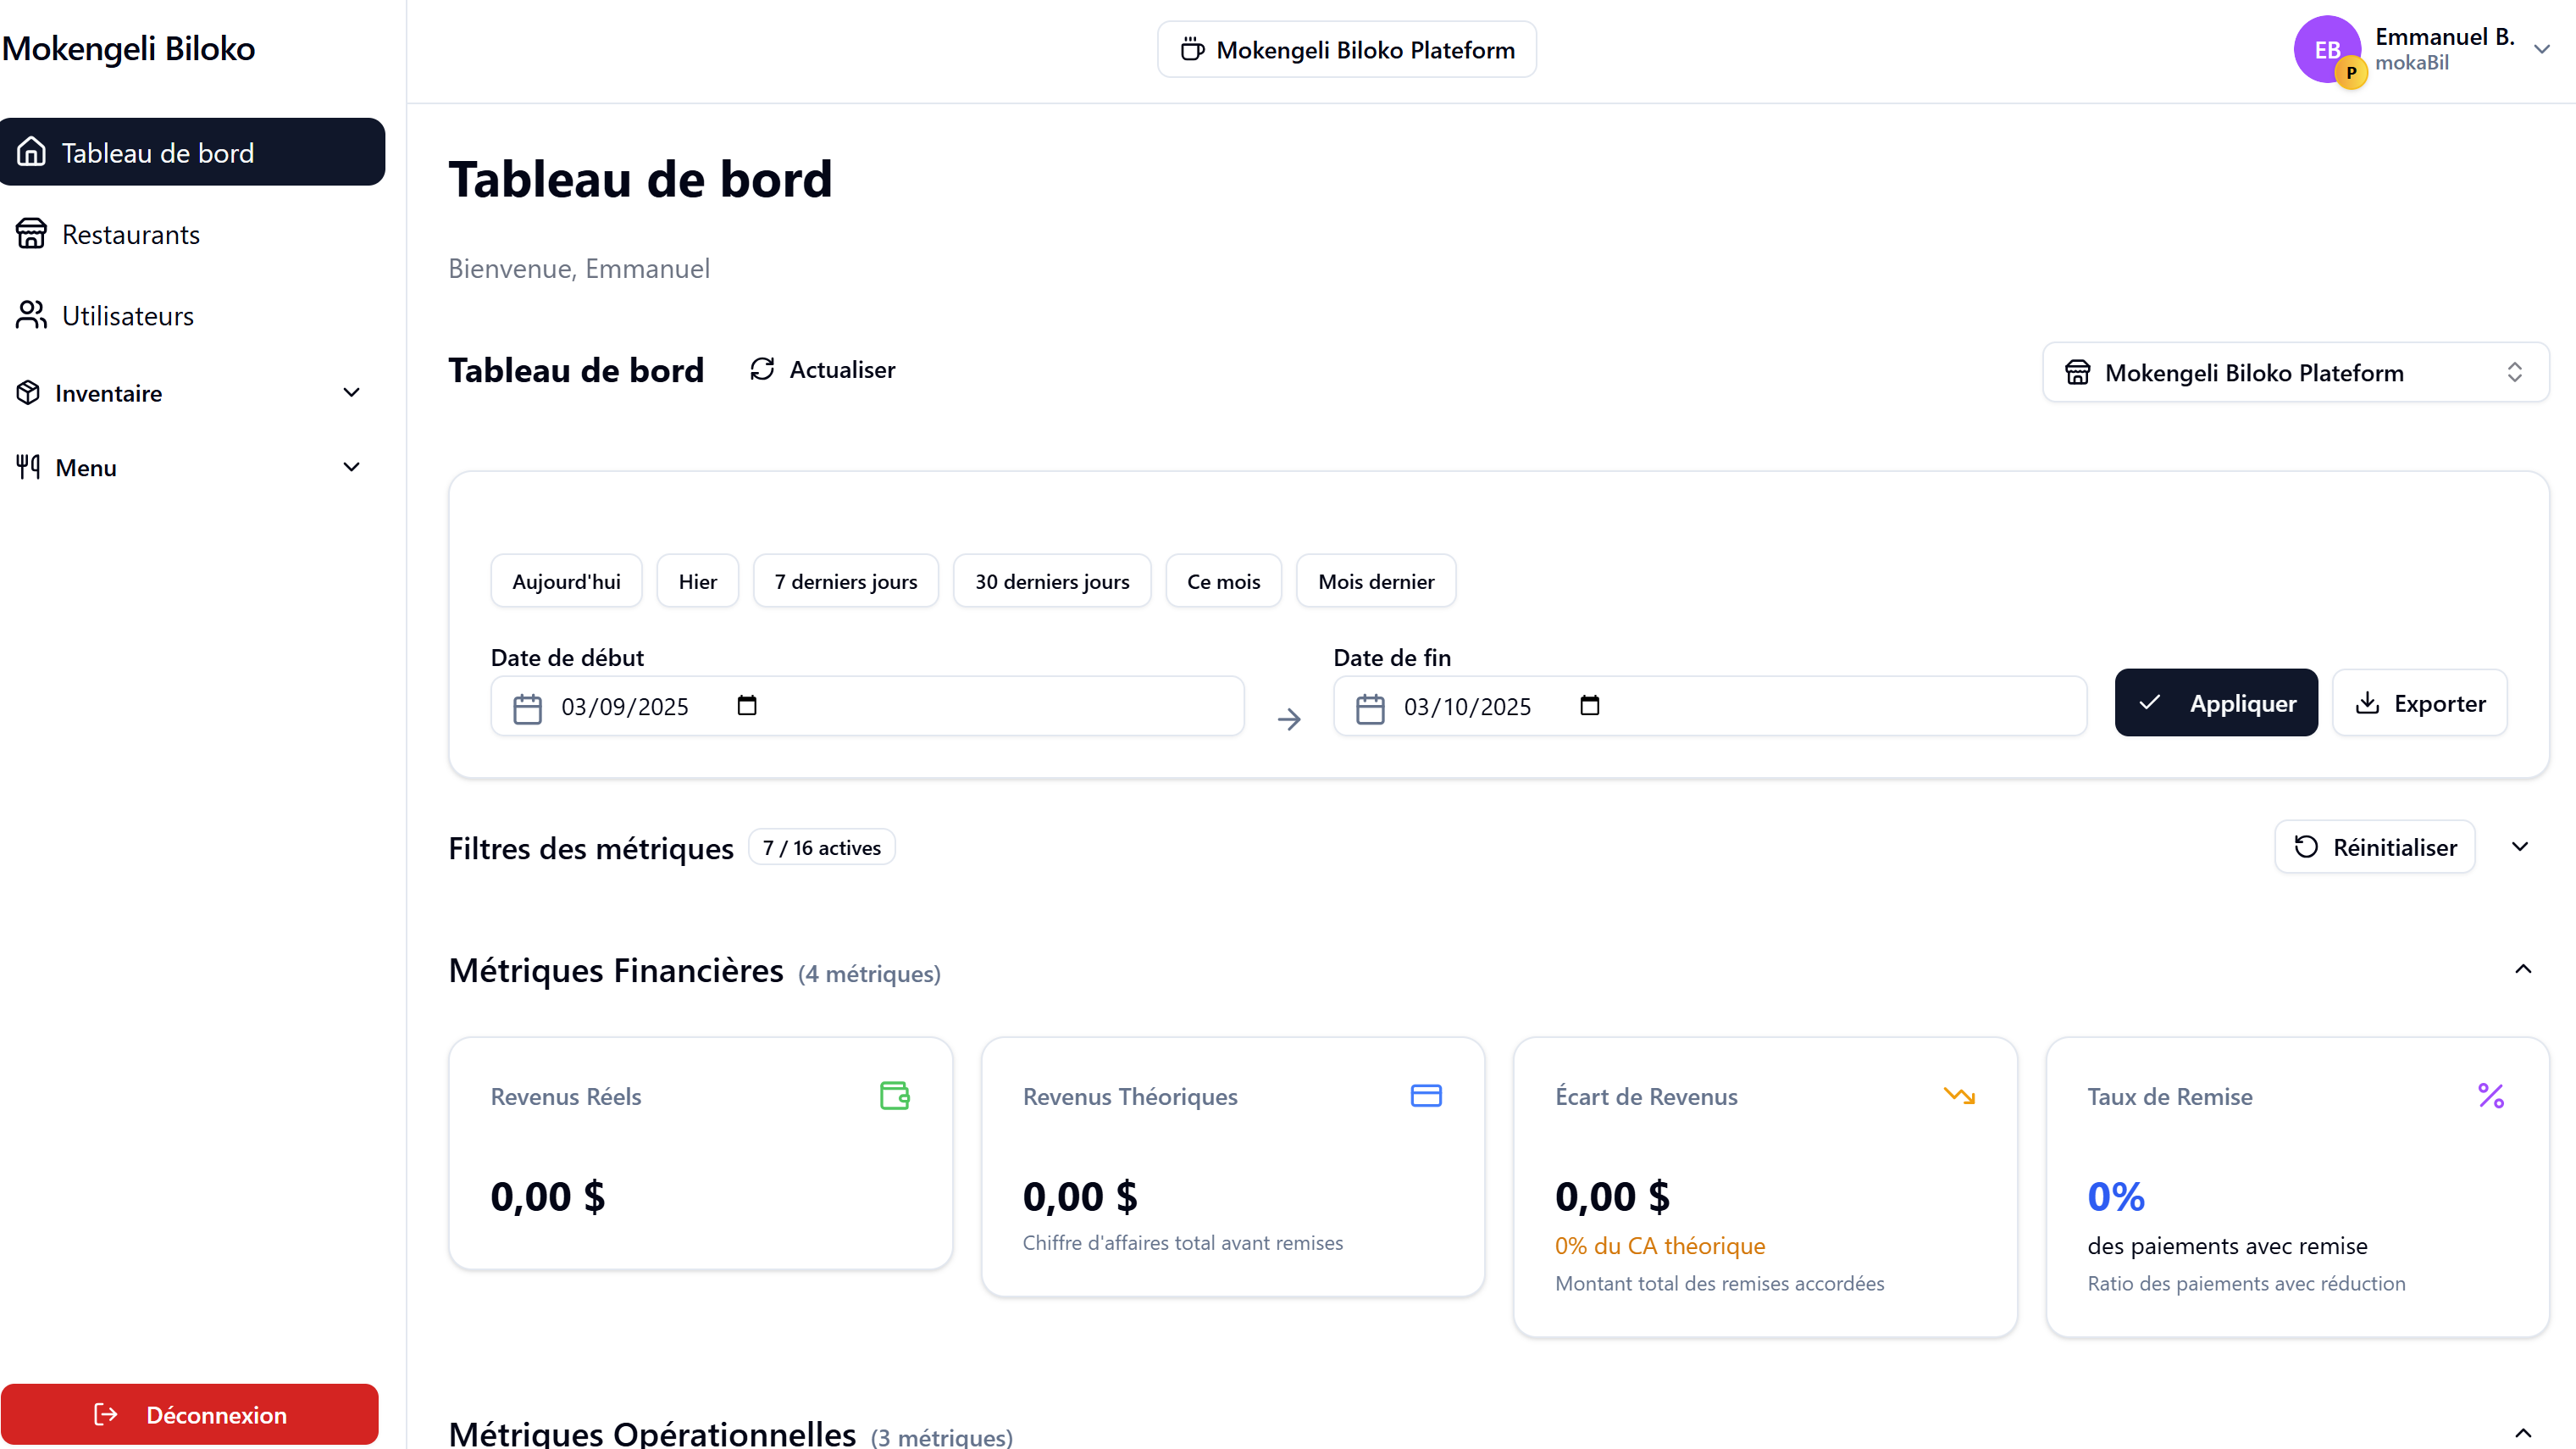 Mokengeli Biloko
Tableau de bord
Restaurants
Utilisateurs
Inventaire
Menu
Déconnexion
Mokengeli Biloko Plateform
EB
P
Emmanuel B.
mokaBil
Tableau de bord
Bienvenue, Emmanuel
Tableau de bord
Actualiser
Mokengeli Biloko Plateform
Aujourd'hui
Hier
7 derniers jours
30 derniers jours
Ce mois
Mois dernier
Date de début
03/09/2025
Date de fin
03/10/2025
Appliquer
Exporter
Filtres des métriques
7 / 16 actives
Réinitialiser
Métriques Financières (4 métriques)
Revenus Réels
0,00 $
Revenus Théoriques
0,00 $
Chiffre d'affaires total avant remises
Écart de Revenus
0,00 $
0% du CA théorique
Montant total des remises accordées
Taux de Remise
0%
des paiements avec remise
Ratio des paiements avec réduction
Métriques Opérationnelles (3 métriques)